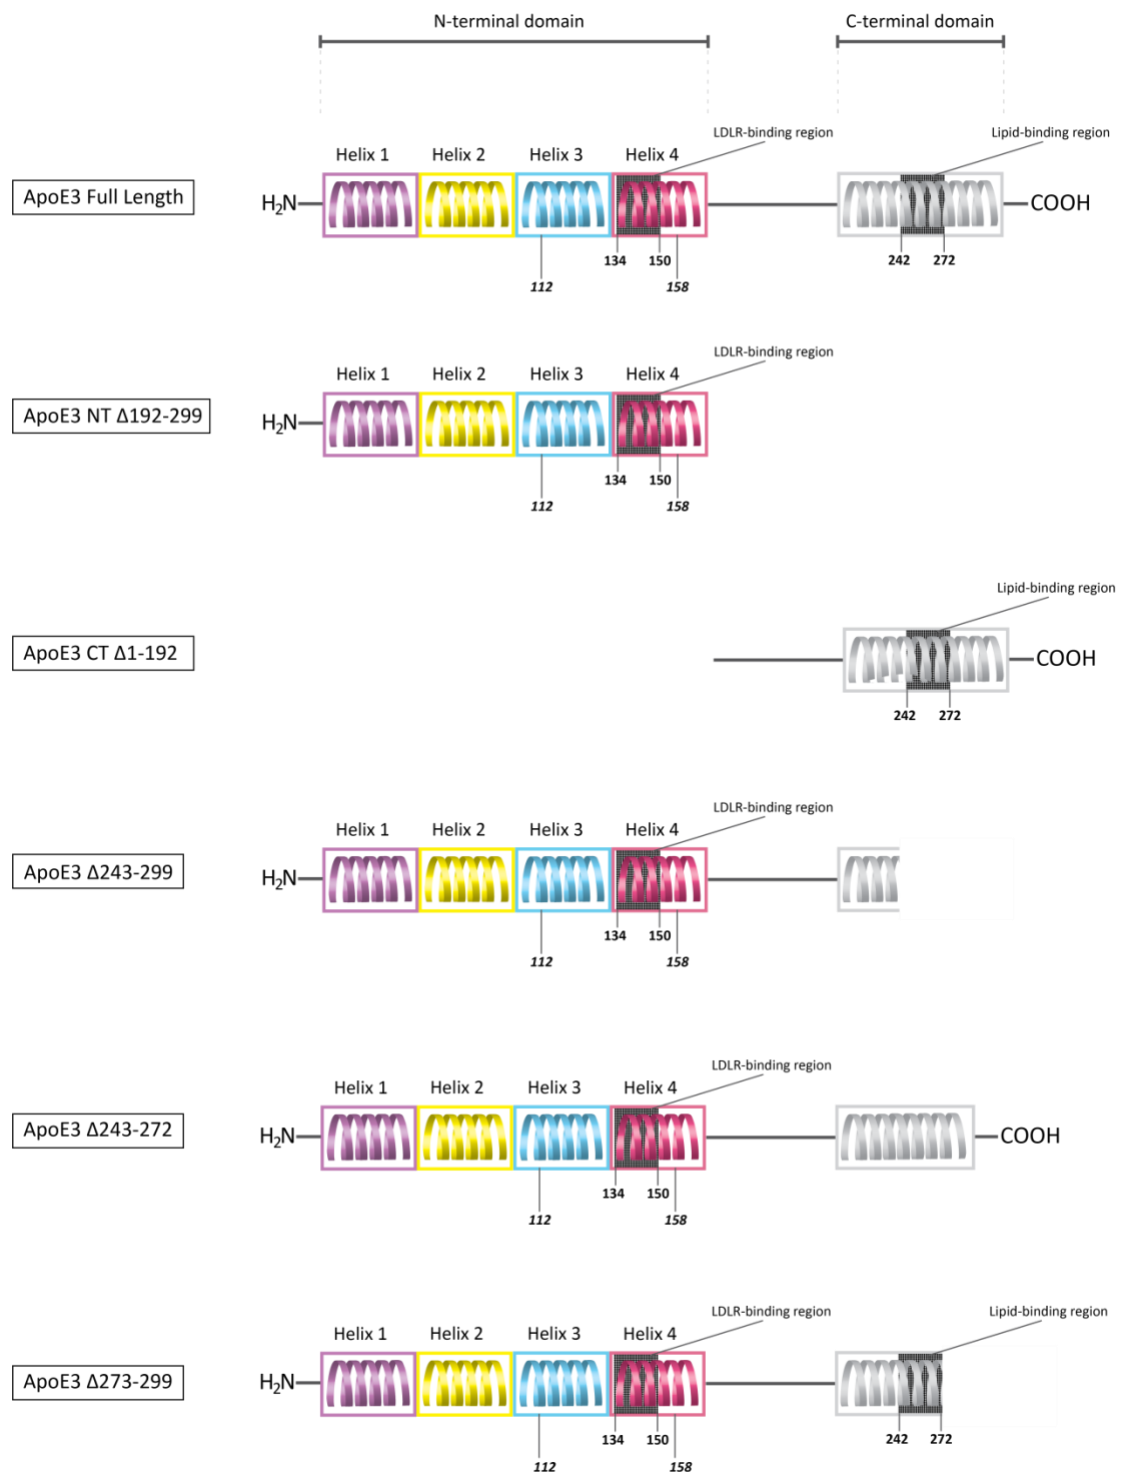 N-terminal domain
C-terminal domain
LDLR-binding region
Lipid-binding region
Helix 1 Helix 2 Helix 3 Helix 4
ApoE3 Full Length
H₂N
COOH
134 150
242 272
112
158
LDLR-binding region
Helix 1 Helix 2 Helix 3 Helix 4
ApoE3 NT Δ192-299
H₂N
134 150
112
158
Lipid-binding region
ApoE3 CT Δ1-192
COOH
242 272
LDLR-binding region
Helix 1 Helix 2 Helix 3 Helix 4
ApoE3 Δ243-299
H₂N
134 150
112
158
LDLR-binding region
Helix 1 Helix 2 Helix 3 Helix 4
ApoE3 Δ243-272
H₂N
COOH
134 150
112
158
LDLR-binding region
Lipid-binding region
Helix 1 Helix 2 Helix 3 Helix 4
ApoE3 Δ273-299
H₂N
134 150
242 272
112
158